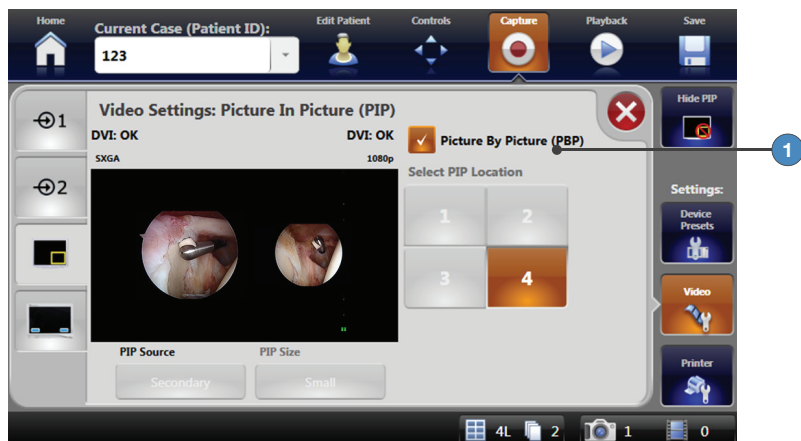 Home
Current Case (Patient ID):
123
Edit Patient
Controls
Capture
Playback
Save
1
2
Video Settings: Picture In Picture (PIP)
DVI: OK
DVI: OK
SXGA
1080p
Picture By Picture (PBP)
1
Select PIP Location
1
2
3
4
PIP Source
PIP Size
Secondary
Small
Hide PIP
Settings:
Device
Presets
Video
Printer
4L
2
1
0